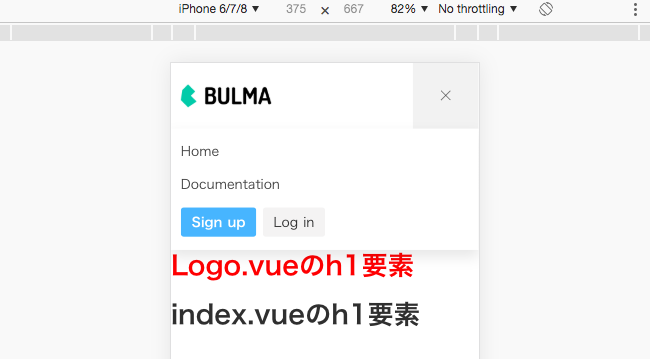 iPhone 6/7/8 ▼ 375 × 667 82% ▼ No throttling ▼
BULMA
Home
Documentation
Sign up Log in
Logo.vueのh1要素
index.vueのh1要素